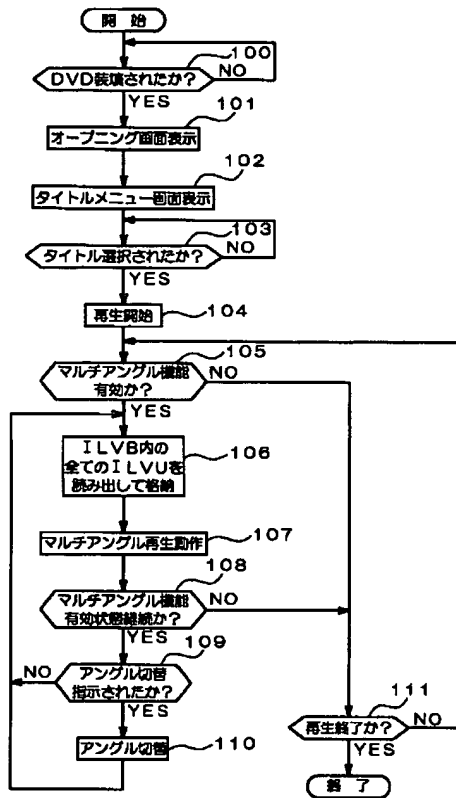 開始
100
DVD装填されたか?
NO
YES
101
オープニング画面表示
102
タイトルメニュー画面表示
103
タイトル選択されたか?
NO
YES
再生開始
104
105
マルチアングル機能
有効か?
NO
YES
ILVB内の
全てのILVUを
読み出して格納
106
107
マルチアングル再生動作
108
マルチアングル機能
有効状態継続か?
NO
YES
109
NO
アングル切替
指示されたか?
YES
アングル切替
110
111
再生終了か?
NO
YES
終了